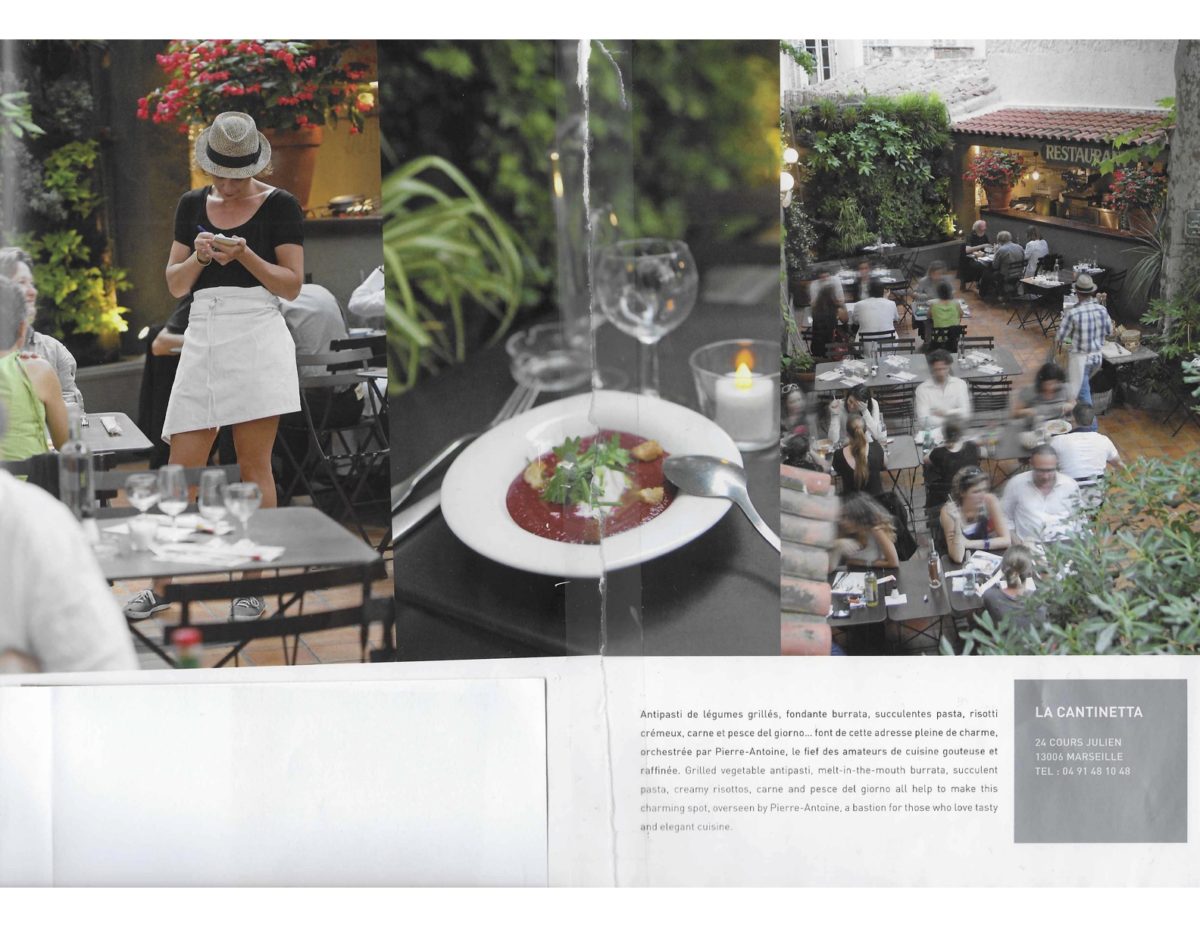 RESTAURA
Antipasti de légumes grillés, fondante burrata, succulentes pasta, risotti
crémeux, carne et pesce del giorno... font de cette adresse pleine de charme,
orchestrée par Pierre-Antoine, le fief des amateurs de cuisine gouteuse et
raffinée. Grilled vegetable antipasti, melt-in-the-mouth burrata, succulent
pasta, creamy risottos, carne and pesce del giorno all help to make this
charming spot, overseen by Pierre-Antoine, a bastion for those who love tasty
and elegant cuisine.
LA CANTINETTA
24 COURS JULIEN
13006 MARSEILLE
TEL : 04 91 48 10 48